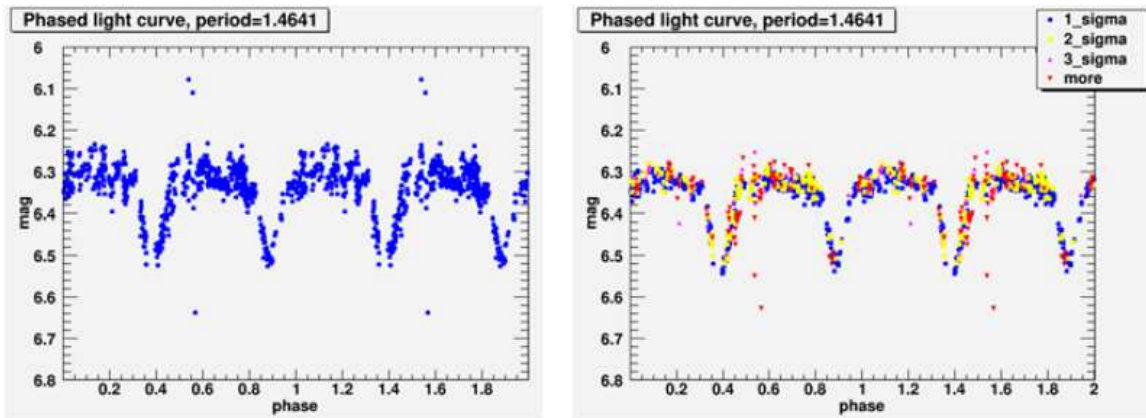 Phased light curve, period=1.4641
6
6.1
6.2
6.3
6.4
6.5
6.6
6.7
6.8
mag
0.2 0.4 0.6 0.8 1 1.2 1.4 1.6 1.8
phase
Phased light curve, period=1.4641
1_sigma
2_sigma
3_sigma
more
6
6.1
6.2
6.3
6.4
6.5
6.6
6.7
6.8
mag
0.2 0.4 0.6 0.8 1 1.2 1.4 1.6 1.8 2
phase